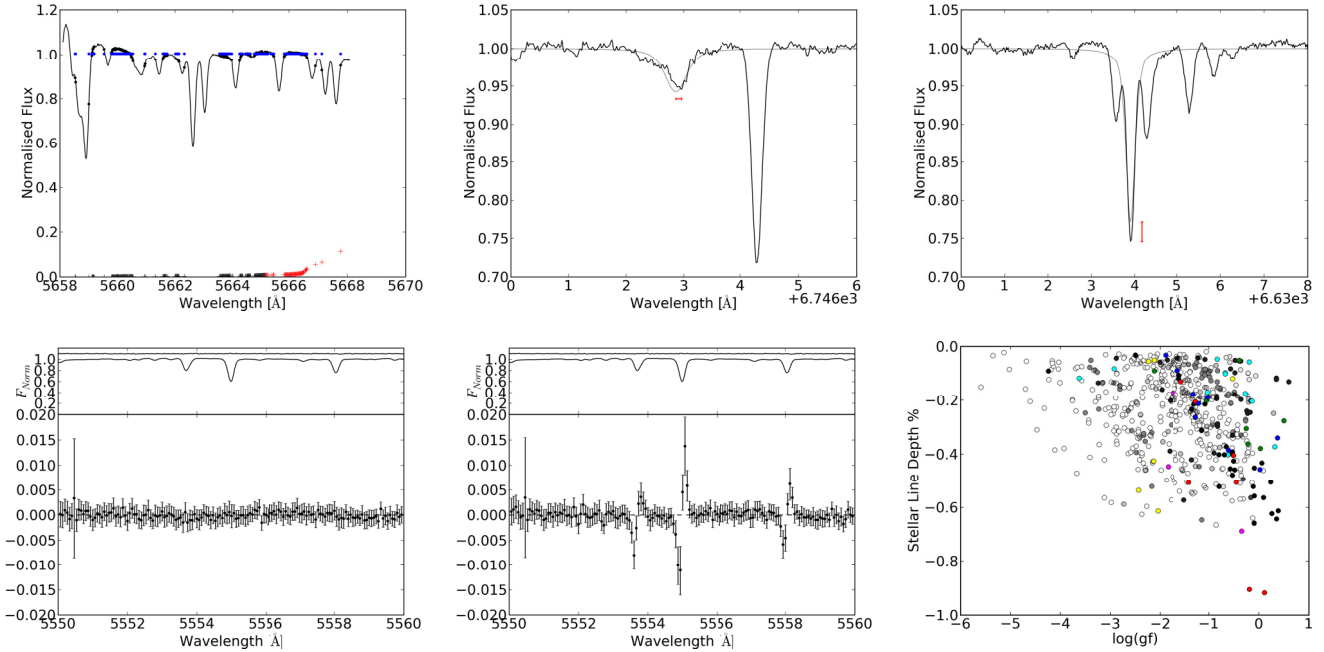 1.2
1.0
0.8
0.6
0.4
0.2
0.0
Normalised Flux
5658 5660 5662 5664 5666 5668 5670
Wavelength [Å]
1.05
1.00
0.95
0.90
0.85
0.80
0.75
0.70
Normalised Flux
0 1 2 3 4 5 6
Wavelength [Å]
+6.746e3
1.05
1.00
0.95
0.90
0.85
0.80
0.75
0.70
Normalised Flux
0 1 2 3 4 5 6 7 8
Wavelength [Å]
+6.63e3
F_Norm
1.0
0.8
0.6
0.4
0.2
0.020
0.015
0.010
0.005
0.000
−0.005
−0.010
−0.015
−0.020
5550 5552 5554 5556 5558 5560
Wavelength [Å]
F_Norm
1.0
0.8
0.6
0.4
0.2
0.020
0.015
0.010
0.005
0.000
−0.005
−0.010
−0.015
−0.020
5550 5552 5554 5556 5558 5560
Wavelength [Å]
0.0
−0.2
−0.4
−0.6
−0.8
−1.0
Stellar Line Depth %
−6 −5 −4 −3 −2 −1 0 1
log(gf)